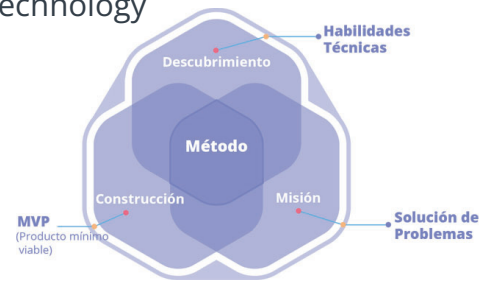 echnology
Habilidades
Técnicas
Descubrimiento
Método
Construcción
Misión
MVP
(Producto mínimo
viable)
Solución de
Problemas